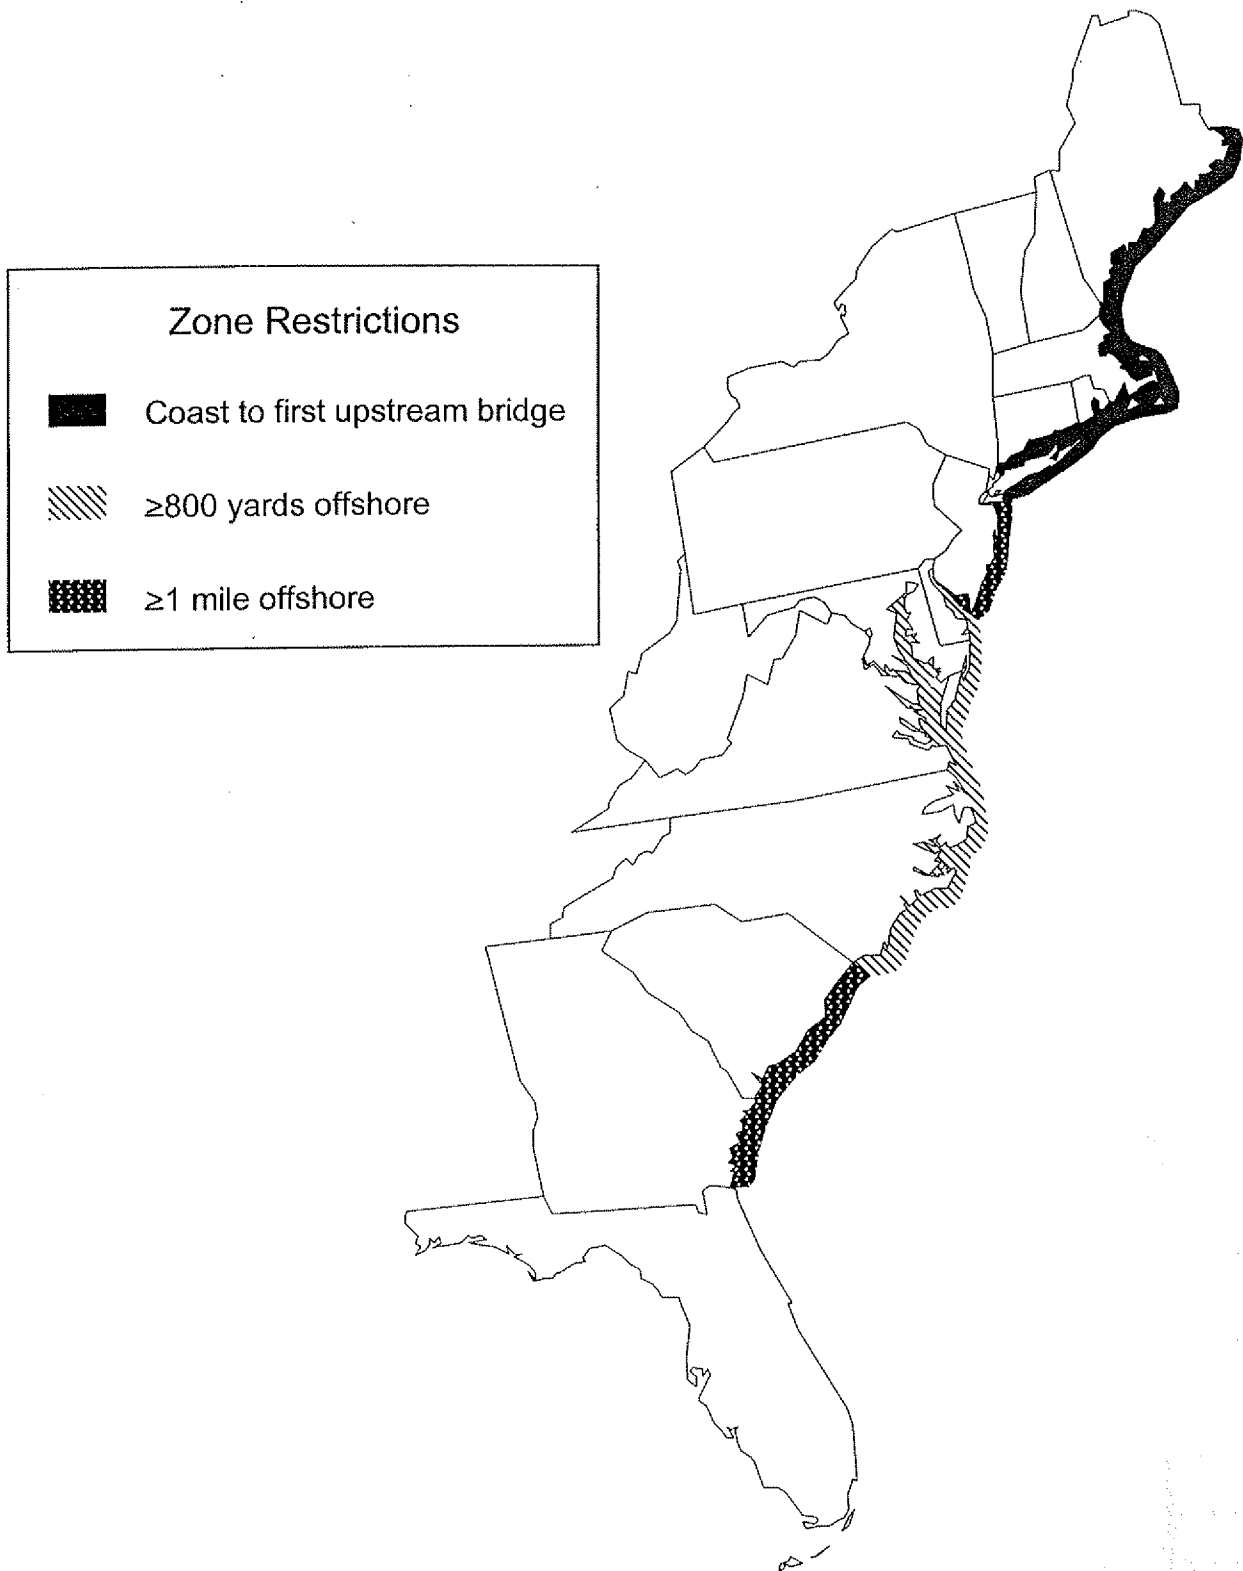 Zone Restrictions
Coast to first upstream bridge
≥800 yards offshore
≥1 mile offshore